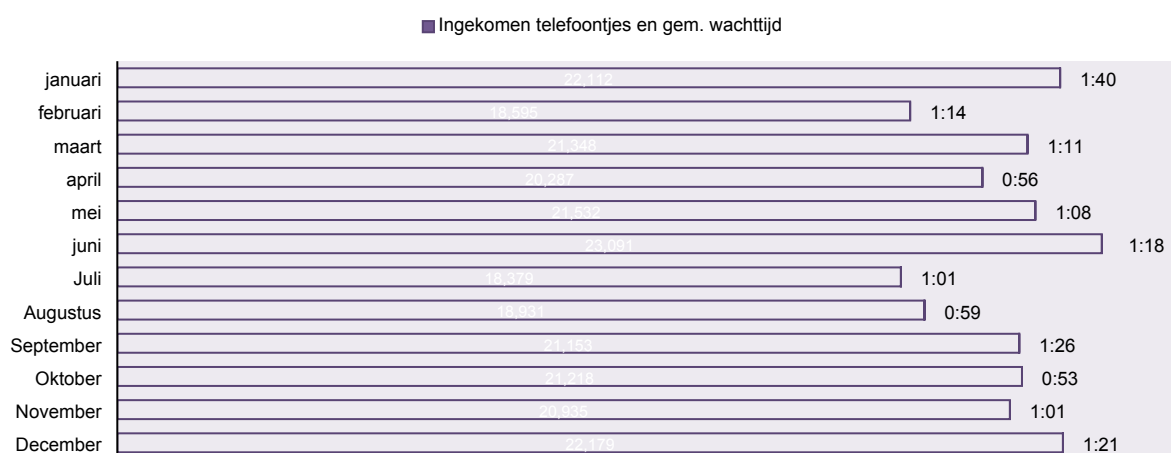 Ingekomen telefoontjes en gem. wachttijd
januari 22,112 1:40
februari 18,595 1:14
maart 21,348 1:11
april 20,287 0:56
mei 21,532 1:08
juni 23,091 1:18
Juli 18,379 1:01
Augustus 18,931 0:59
September 21,153 1:26
Oktober 21,218 0:53
November 20,935 1:01
December 22,179 1:21